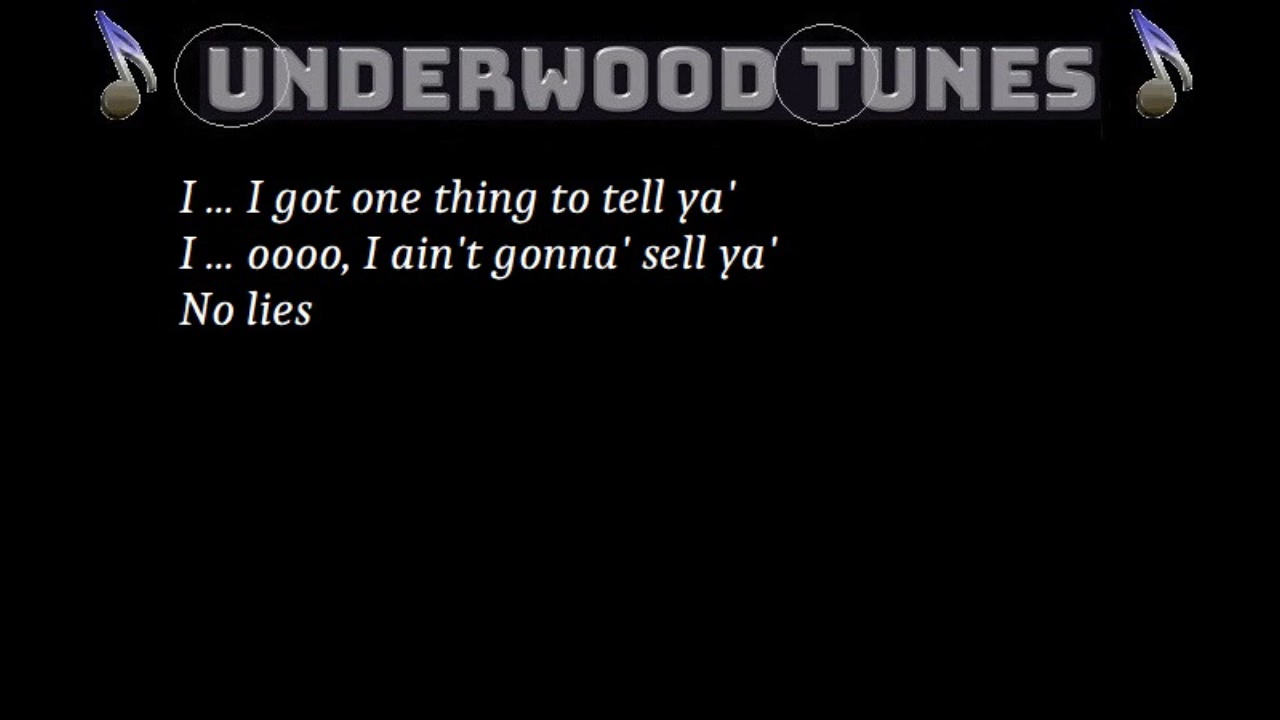 UNDERWOOD TUNES
I ... I got one thing to tell ya'
I ... oooo, I ain't gonna' sell ya'
No lies